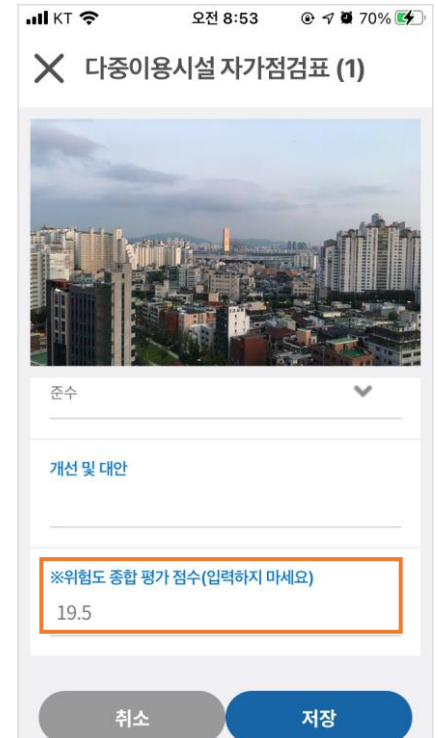 KT 오전 8:53 70%
다중이용시설 자가점검표 (1)
준수
개선 및 대안
※위험도 종합 평가 점수(입력하지 마세요)
19.5
취소 저장